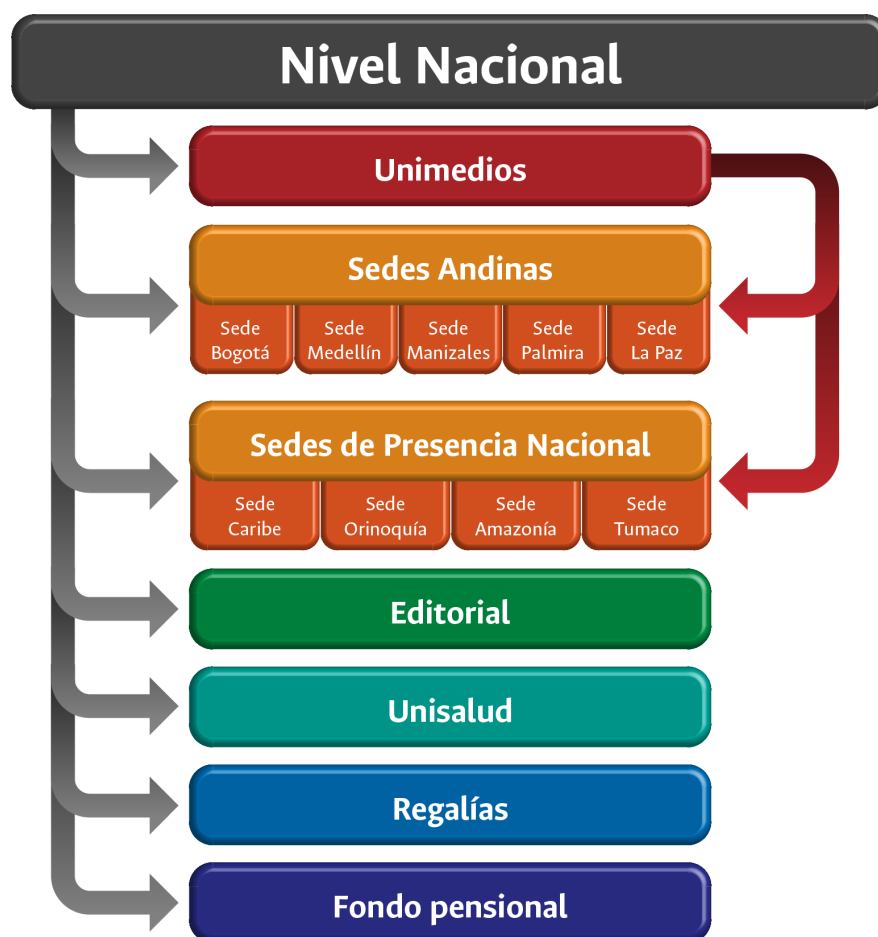 Nivel Nacional
Unimedios
Sedes Andinas
Sede Bogotá
Sede Medellín
Sede Manizales
Sede Palmira
Sede La Paz
Sedes de Presencia Nacional
Sede Caribe
Sede Orinoquía
Sede Amazonía
Sede Tumaco
Editorial
Unisalud
Regalías
Fondo pensional